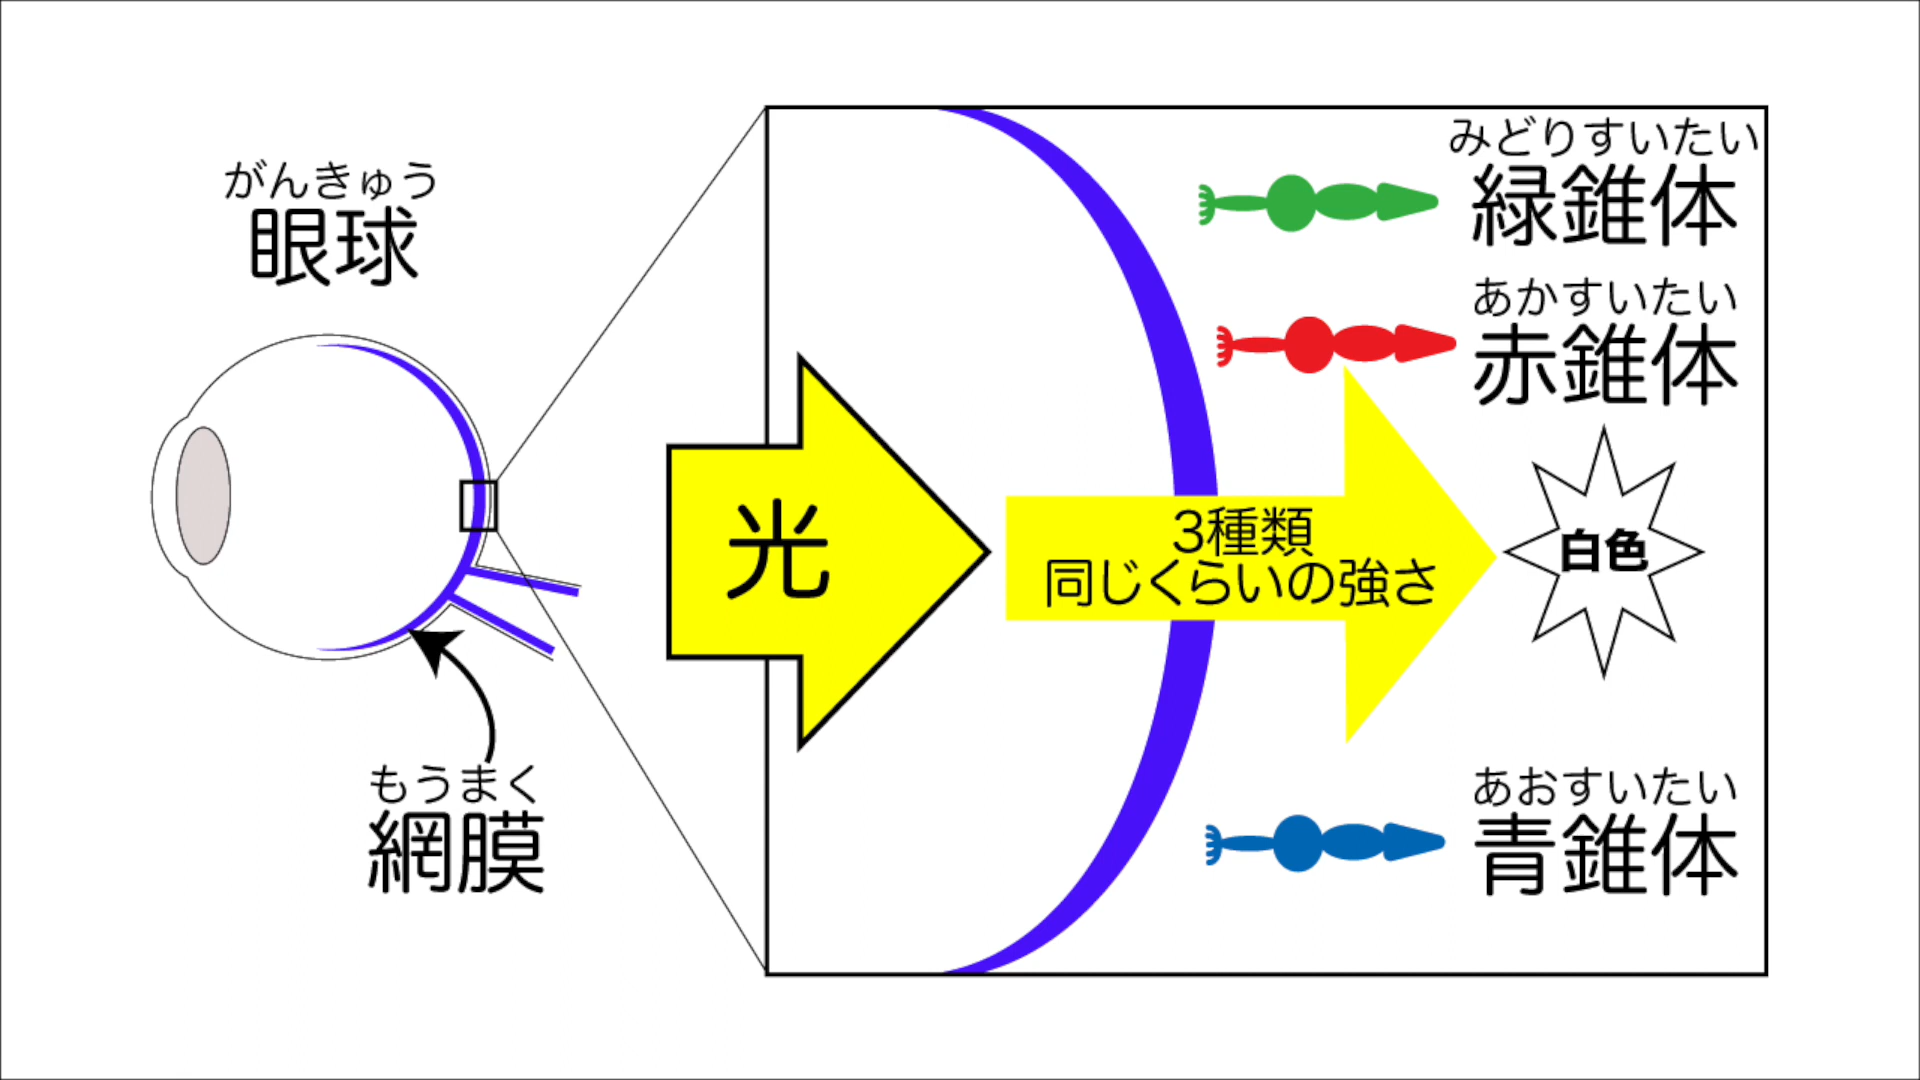 がんきゅう
眼球
もうまく
網膜
光
3種類
同じくらいの強さ
みどりすいたい
緑錐体
あかすいたい
赤錐体
白色
あおすいたい
青錐体